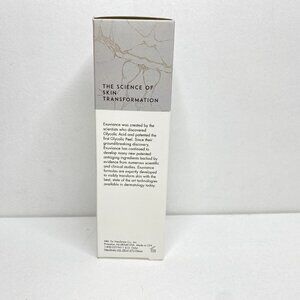 THE SCIENCE OF
SKIN
TRANSFORMATION
Exuviance was created by the
scientists who discovered
Glycolic Acid and patented the
first Glycolic Peel. Since their
groundbreaking discovery,
Exuviance has continued to
develop many new patented
antiaging ingredients backed by
evidence from numerous scientific
and clinical studies. Exuviance
formulas are expertly developed
to visibly transform skin with the
best, state of the art technologies
available in dermatology today.